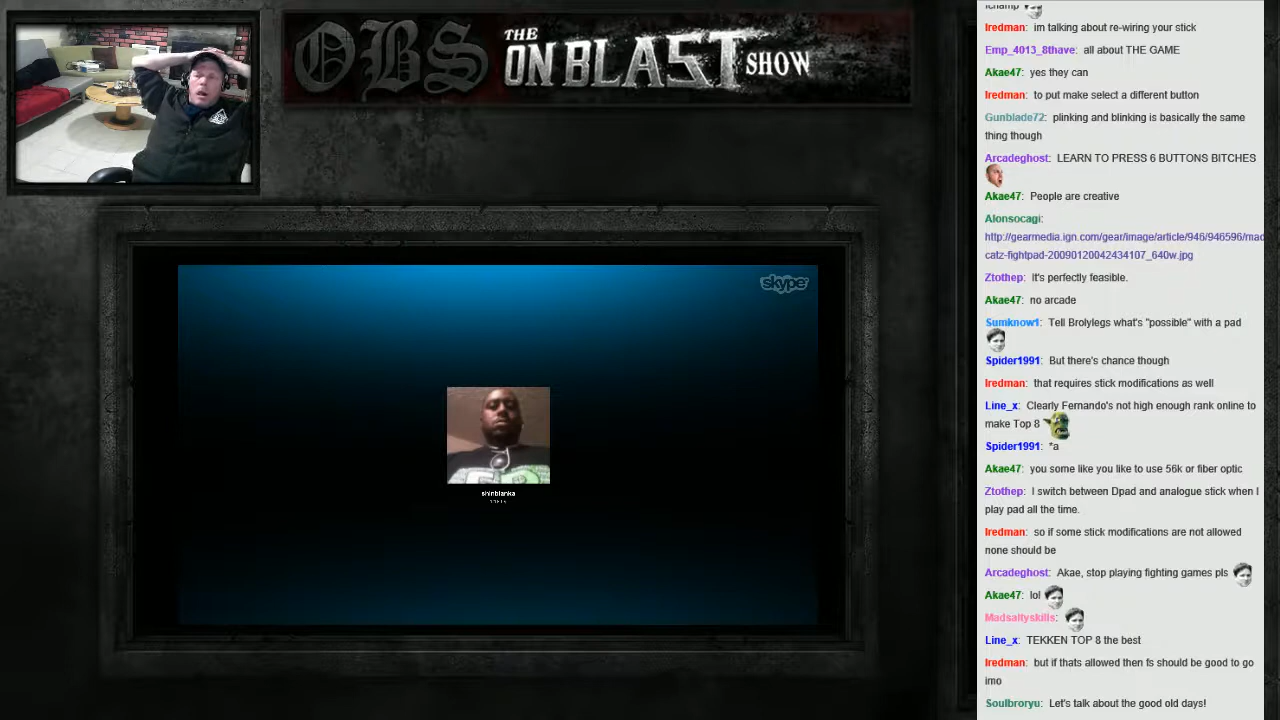 OBS THE ON BLAST SHOW
skype
shinblanka
Iredman: im talking about re-wiring your stick
Emp_4013_8thave: all about THE GAME
Akae47: yes they can
Iredman: to put make select a different button
Gunblade72: plinking and blinking is basically the same
thing though
Arcadeghost: LEARN TO PRESS 6 BUTTONS BITCHES
Akae47: People are creative
Alonsocagi:
http://gearmedia.ign.com/gear/image/article/946/946596/mad
catz-fightpad-20090120042434107_640w.jpg
Ztothep: It's perfectly feasible.
Akae47: no arcade
Sumknow1: Tell Brolylegs what's "possible" with a pad
Spider1991: But there's chance though
Iredman: that requires stick modifications as well
Line_x: Clearly Fernando's not high enough rank online to
make Top 8
Spider1991: *a
Akae47: you some like you like to use 56k or fiber optic
Ztothep: I switch between Dpad and analogue stick when I
play pad all the time.
Iredman: so if some stick modifications are not allowed
none should be
Arcadeghost: Akae, stop playing fighting games pls
Akae47: lol
Madsaltyskills:
Line_x: TEKKEN TOP 8 the best
Iredman: but if thats allowed then fs should be good to go
imo
Soulbroryu: Let's talk about the good old days!